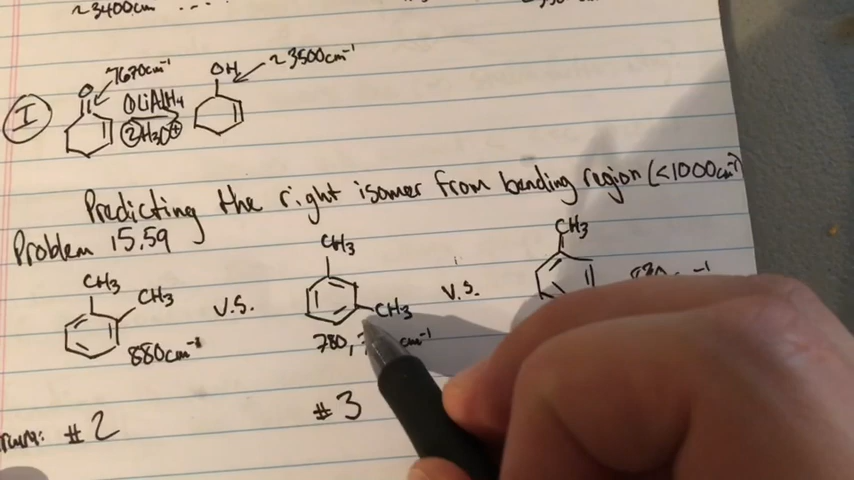 ~3400cm⁻¹ ...
~1670cm⁻¹
OH
~3500cm⁻¹
O
① LiAlH₄
② H₃O⁺
I
Predicting the right isomer from bending region (<1000cm⁻¹)
Problem 15.59
CH₃
CH₃
880cm⁻¹
v.s.
CH₃
CH₃
780,
cm⁻¹
v.s.
CH₃
#2
#3